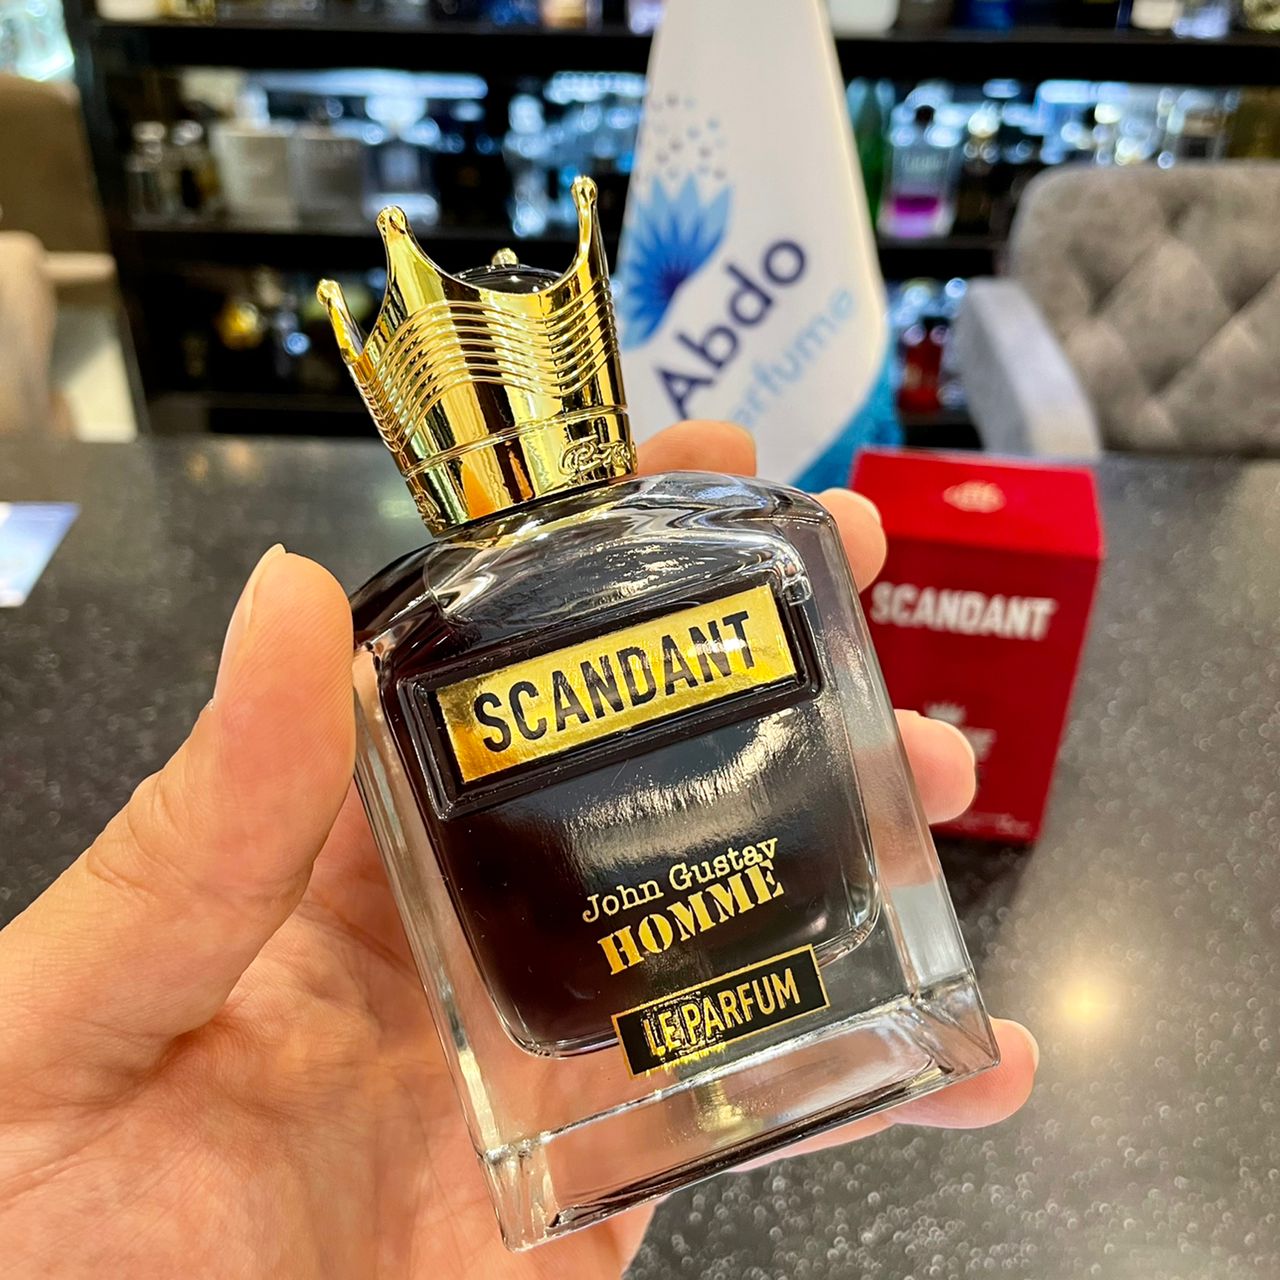 Abdo
SCANDANT
John Gustav
HOMME
LE PARFUM
SCANDANT